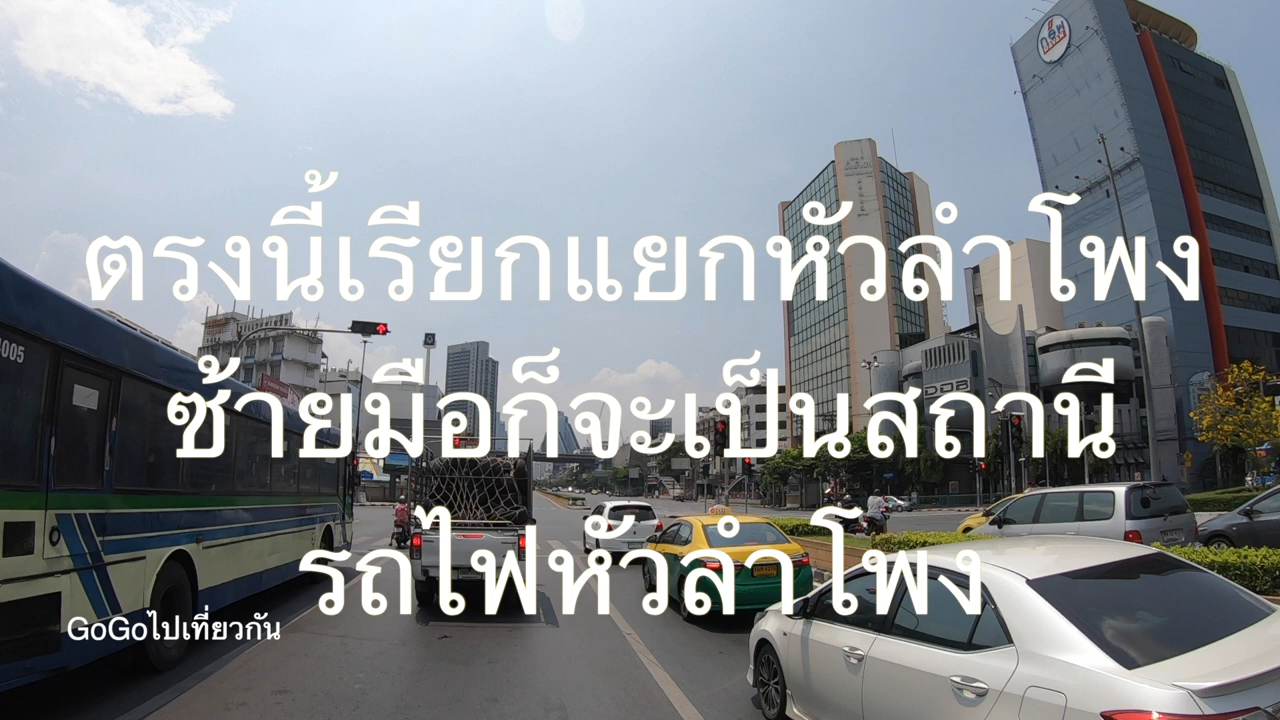 ตรงนี้เรียกแยกหัวลำโพง
ซ้ายมือก็จะเป็นสถานี
รถไฟหัวลำโพง
GoGoไปเที่ยวกัน
4005
DDB